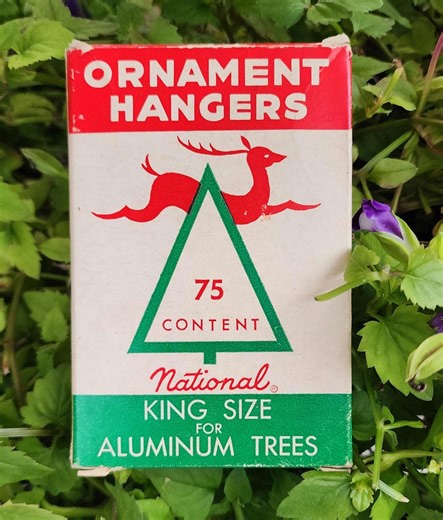 ORNAMENT
HANGERS
75
CONTENT
National®
KING SIZE
FOR
ALUMINUM TREES